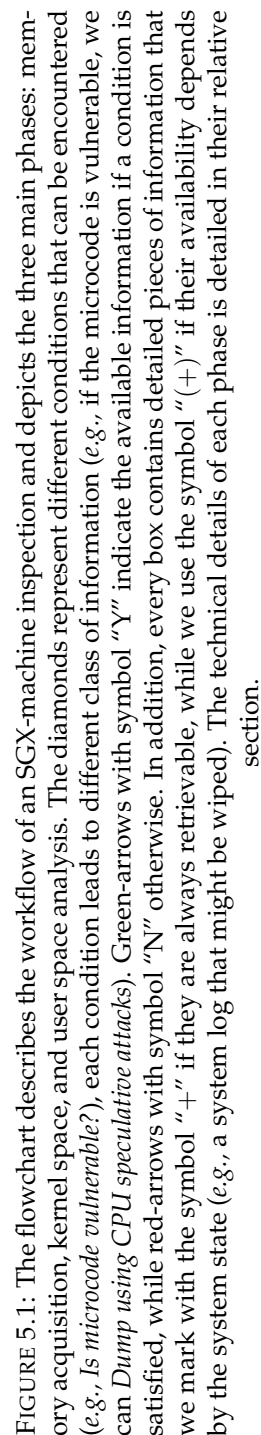 FIGURE 5.1: The flowchart describes the workflow of an SGX-machine inspection and depicts the three main phases: mem-
ory acquisition, kernel space, and user space analysis. The diamonds represent different conditions that can be encountered
(e.g., Is microcode vulnerable?), each condition leads to different class of information (e.g., if the microcode is vulnerable, we
can Dump using CPU speculative attacks). Green-arrows with symbol "Y" indicate the available information if a condition is
satisfied, while red-arrows with symbol "N" otherwise. In addition, every box contains detailed pieces of information that
we mark with the symbol "+" if they are always retrievable, while we use the symbol "(+)" if their availability depends
by the system state (e.g., a system log that might be wiped). The technical details of each phase is detailed in their relative
section.